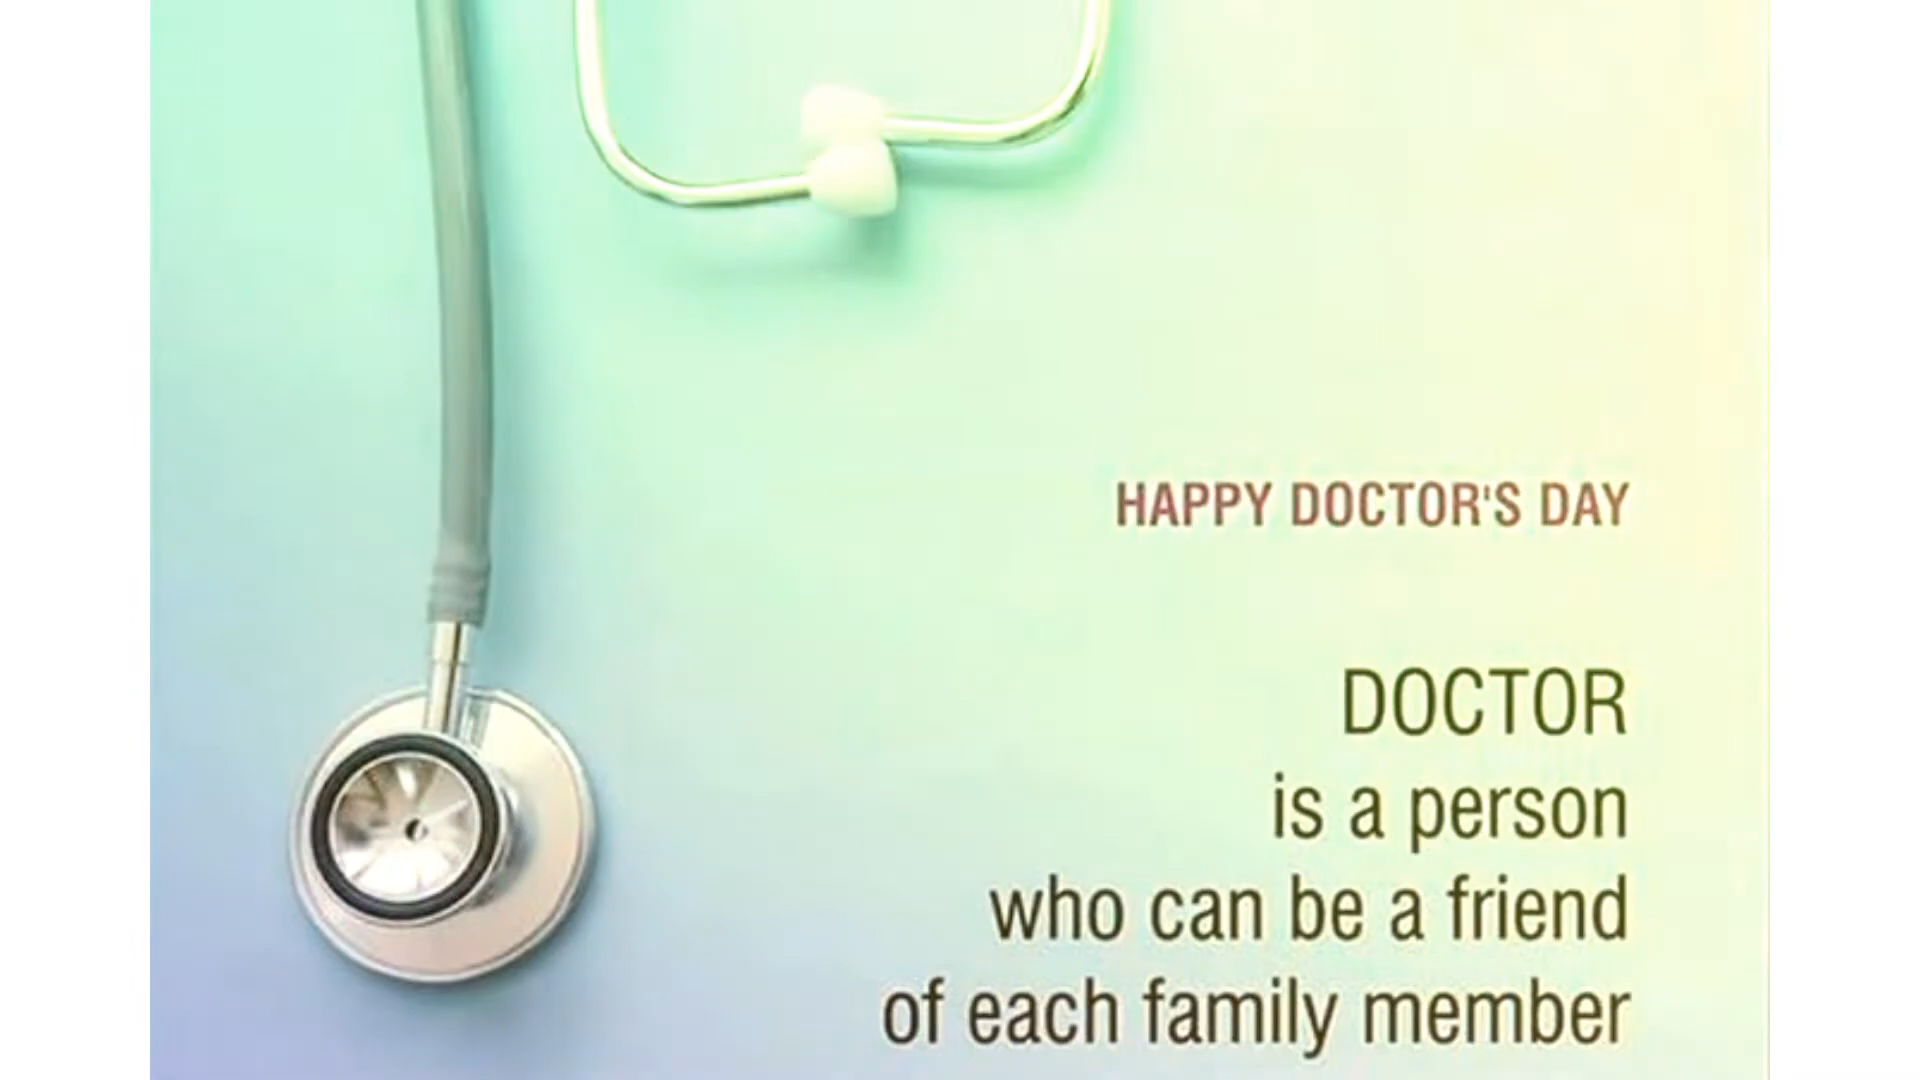 HAPPY DOCTOR'S DAY
DOCTOR
is a person
who can be a friend
of each family member